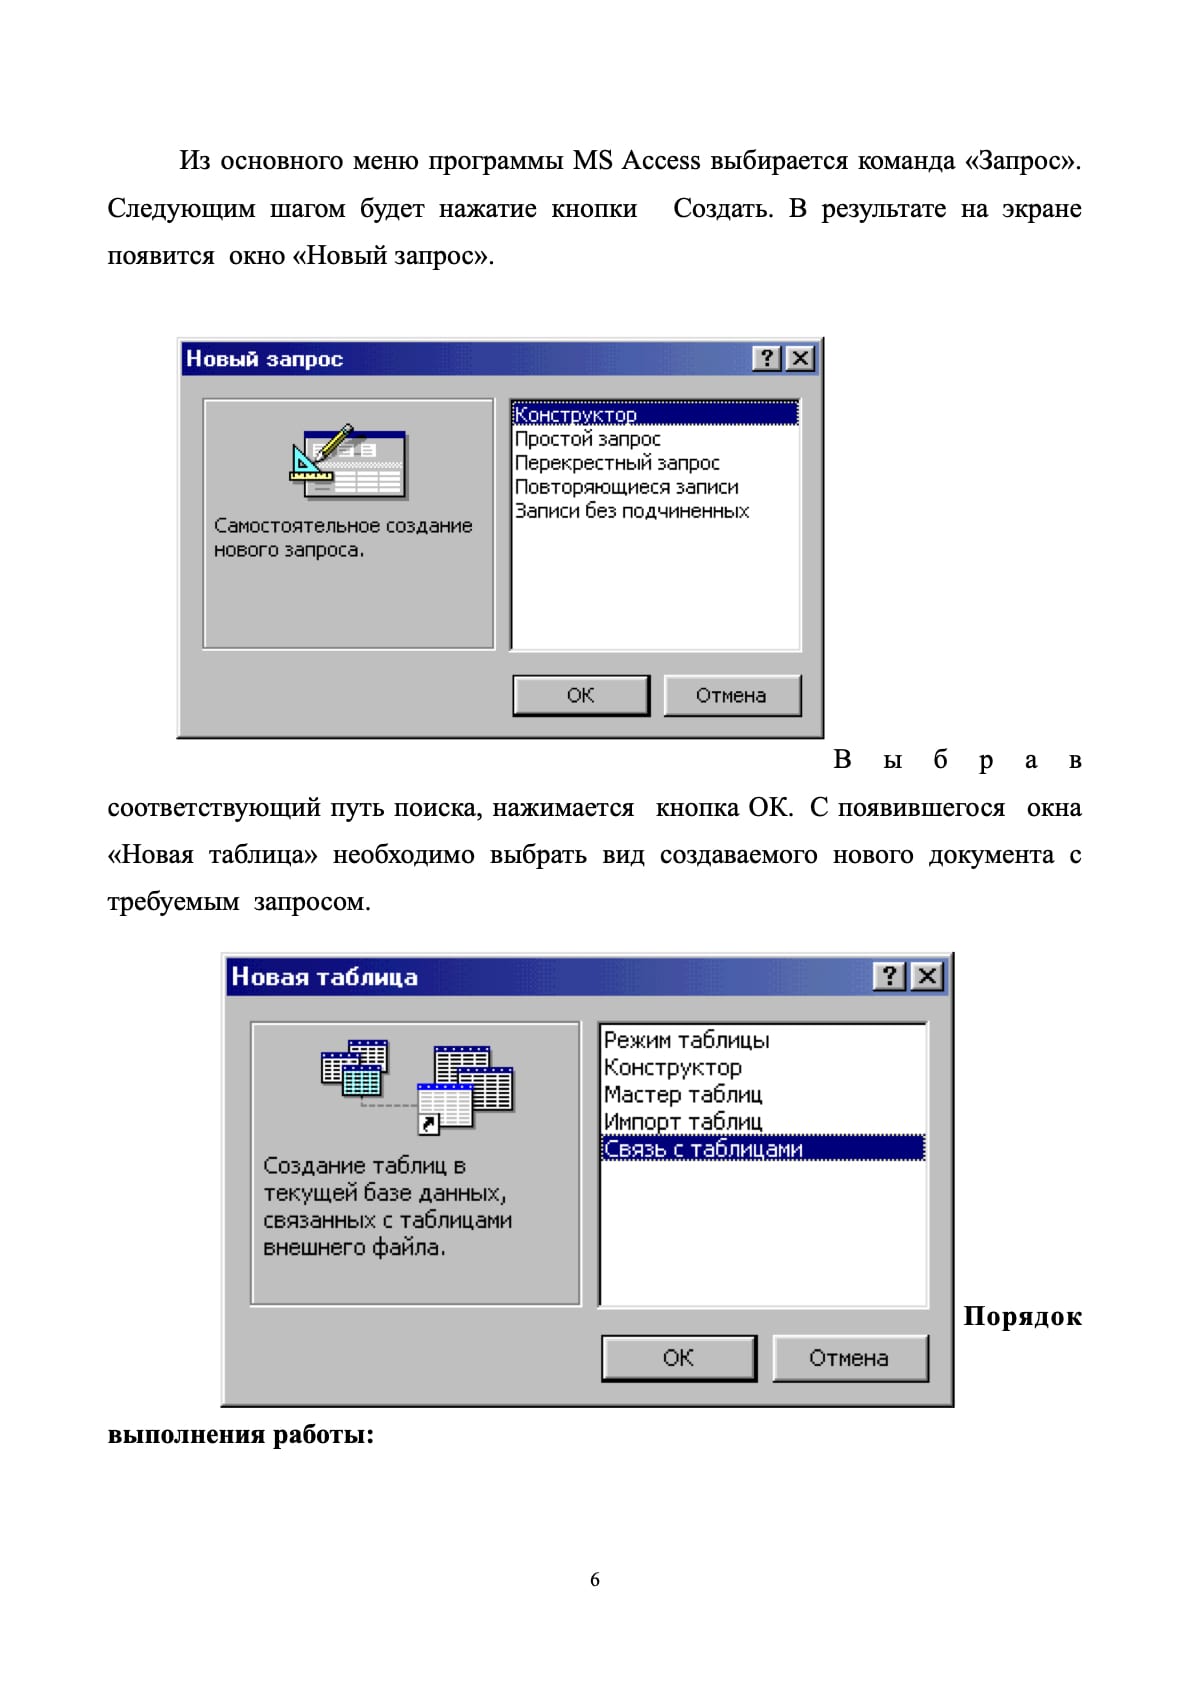 Из основного меню программы MS Access выбирается команда «Запрос».
Следующим шагом будет нажатие кнопки Создать. В результате на экране
появится окно «Новый запрос».
Новый запрос
Конструктор
Простой запрос
Перекрестный запрос
Повторяющиеся записи
Записи без подчиненных
Самостоятельное создание
нового запроса.
ОК
Отмена
В ы б р а в
соответствующий путь поиска, нажимается кнопка ОК. С появившегося окна
«Новая таблица» необходимо выбрать вид создаваемого нового документа с
требуемым запросом.
Новая таблица
Режим таблицы
Конструктор
Мастер таблиц
Импорт таблиц
Связь с таблицами
Создание таблиц в
текущей базе данных,
связанных с таблицами
внешнего файла.
ОК
Отмена
Порядок
выполнения работы:
6